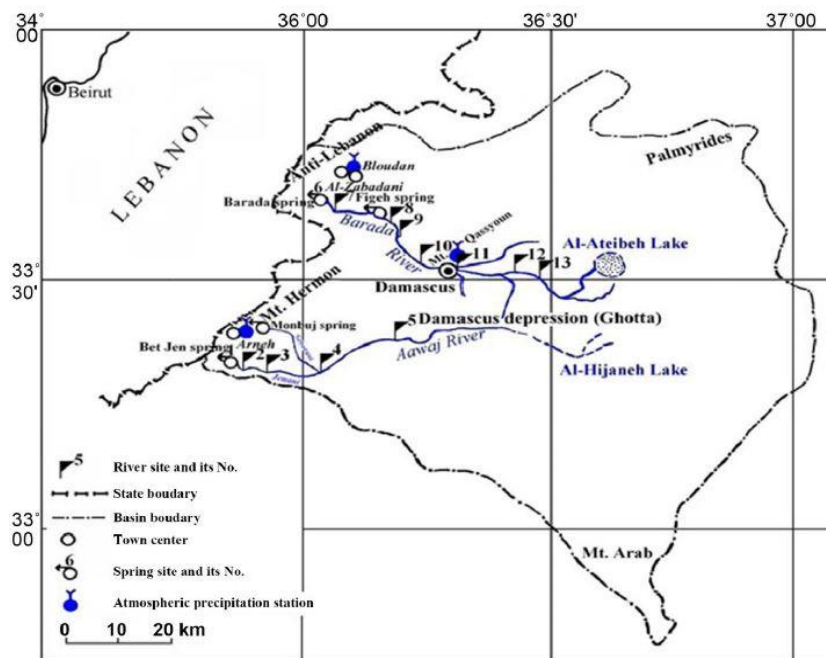 34°
00
36°00
36°30'
37°00
Beirut
LEBANON
Anti-Lebanon
Bloudan
Palmyrides
6
Al-Zabadani
Barada spring
7
Figeh spring
8
9
Barada
River
10
Mt. Qassyoun
11
12
13
Al-Ateibeh Lake
33°
30'
Damascus
Mt. Hermon
Monbuj spring
5
Damascus depression (Ghotta)
Bet Jen spring
Arneh
1
2
3
4
Aawaj River
Jenani
Al-Hijaneh Lake
5
River site and its No.
State boudary
33°
00
Basin boudary
Town center
Mt. Arab
6
Spring site and its No.
Atmospheric precipitation station
0
10
20 km